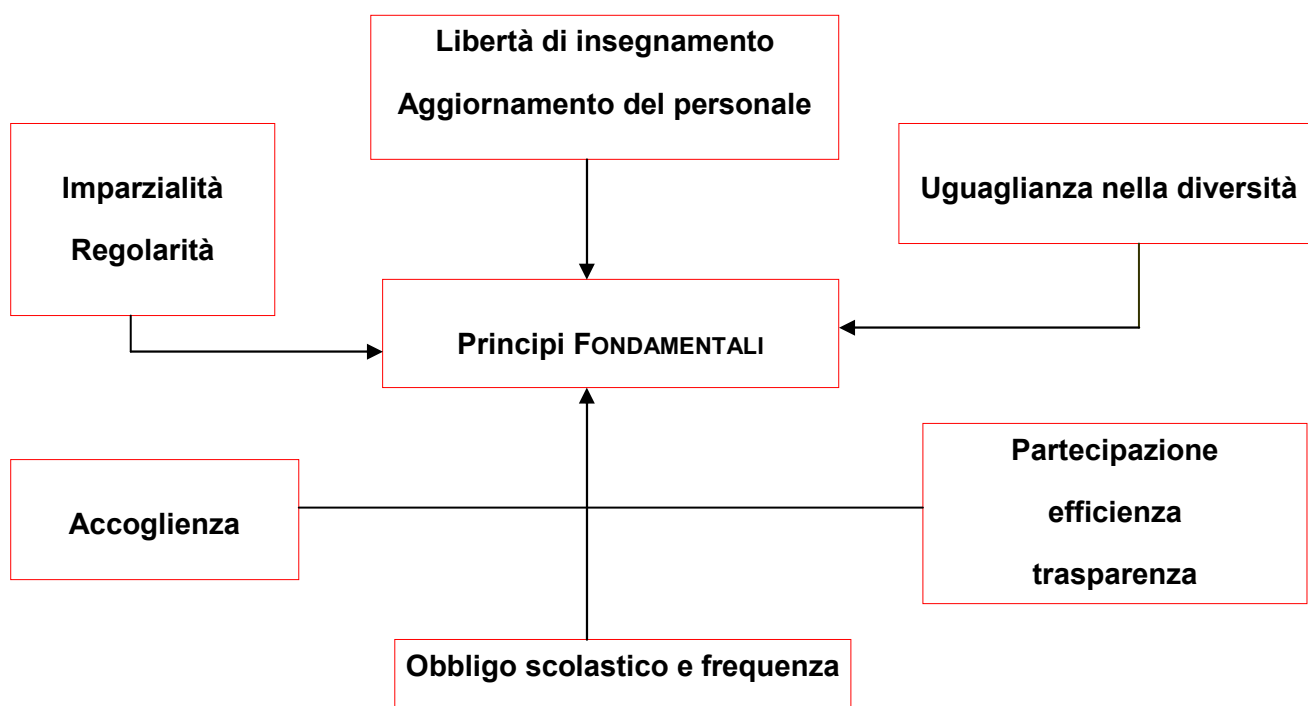 Libertà di insegnamento
Aggiornamento del personale
Imparzialità
Regolarità
Uguaglianza nella diversità
Principi FONDAMENTALI
Accoglienza
Partecipazione
efficienza
trasparenza
Obbligo scolastico e frequenza